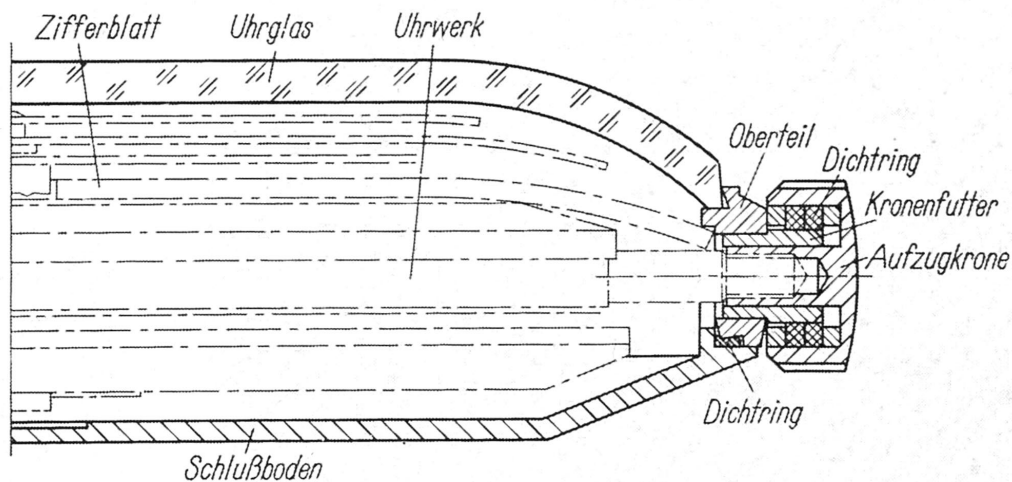 Zifferblatt
Uhrglas
Uhrwerk
Oberteil
Dichtring
Kronenfutter
Aufzugkrone
Dichtring
Schlußboden